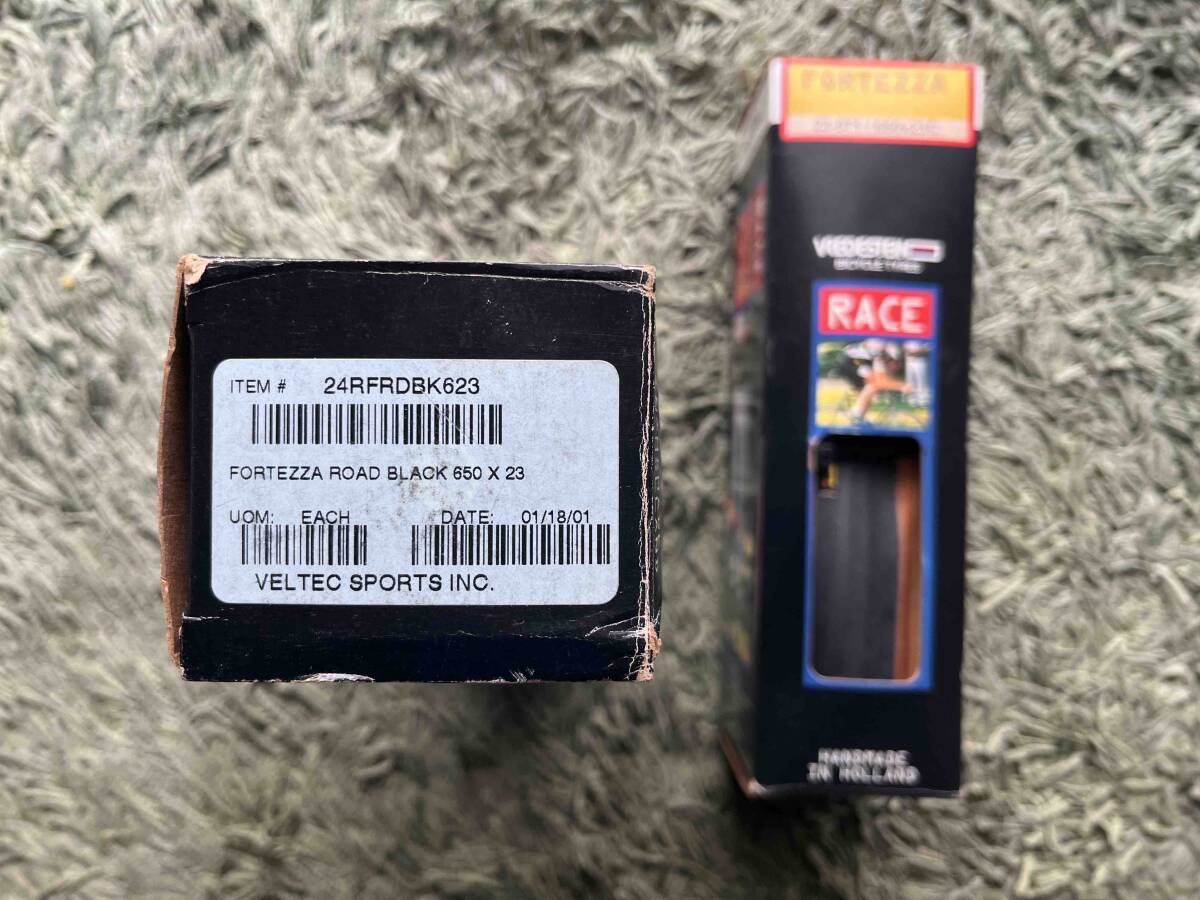 ITEM # 24RFRDBK623
FORTEZZA ROAD BLACK 650 X 23
UOM: EACH DATE: 01/18/01
VELTEC SPORTS INC.
FORTEZZA
VREDESTEIN
BICYCLE TYRES
RACE
HANDMADE
IN HOLLAND